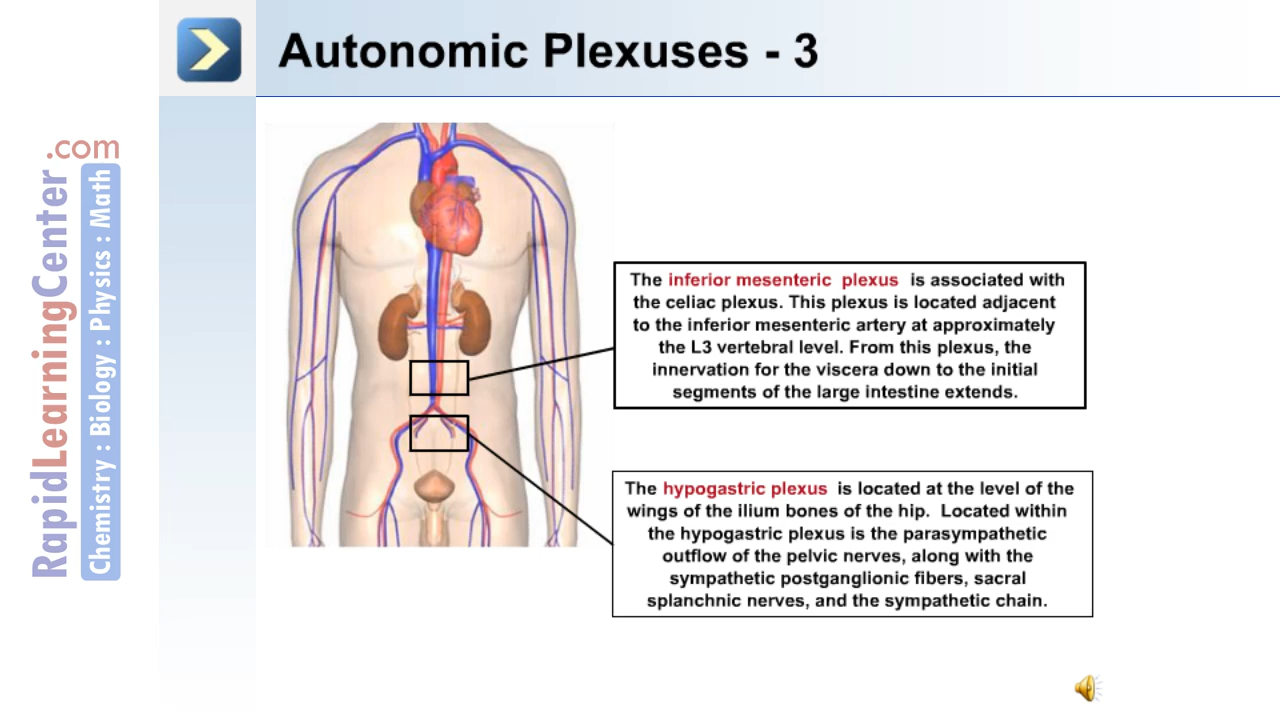 Autonomic Plexuses - 3
RapidLearningCenter.com
Chemistry : Biology : Physics : Math
The inferior mesenteric plexus is associated with
the celiac plexus. This plexus is located adjacent
to the inferior mesenteric artery at approximately
the L3 vertebral level. From this plexus, the
innervation for the viscera down to the initial
segments of the large intestine extends.
The hypogastric plexus is located at the level of the
wings of the ilium bones of the hip. Located within
the hypogastric plexus is the parasympathetic
outflow of the pelvic nerves, along with the
sympathetic postganglionic fibers, sacral
splanchnic nerves, and the sympathetic chain.